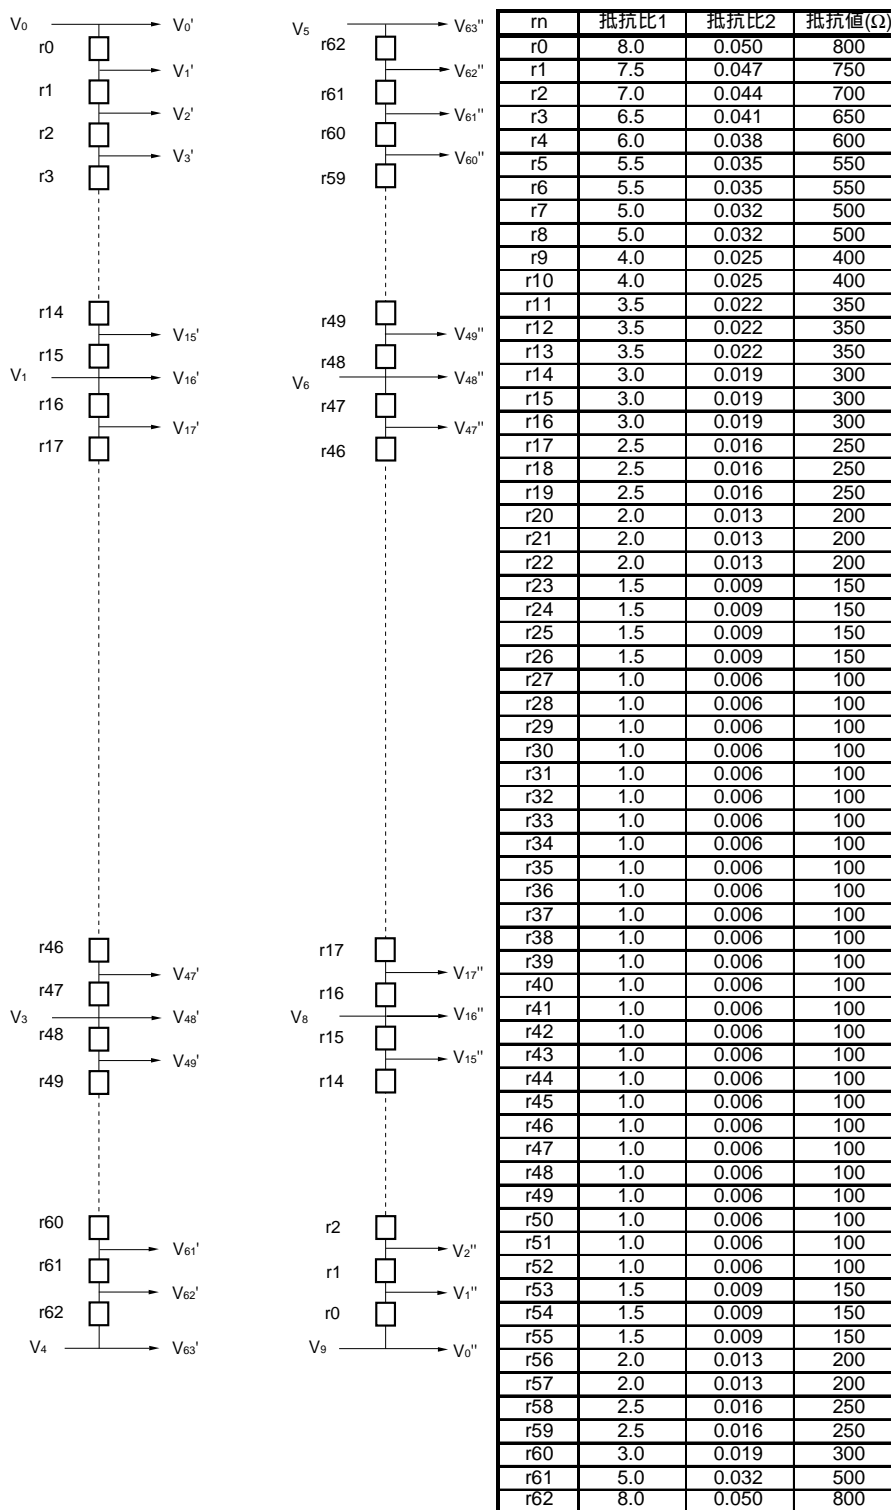 V0 V0'
r0
V1'
r1
V2'
r2
V3'
r3
r14
V15'
r15
V1 V16'
r16
V17'
r17
r46
V47'
r47
V3 V48'
r48
V49'
r49
r60
V61'
r61
V62'
r62
V4 V63'
V5 V63''
r62
V62''
r61
V61''
r60
V60''
r59
r49
V49''
r48
V6 V48''
r47
V47''
r46
r17
V17''
r16
V8 V16''
r15
V15''
r14
r2
V2''
r1
V1''
r0
V9 V0''
rn 抵抗比1 抵抗比2 抵抗値(Ω)
r0 8.0 0.050 800
r1 7.5 0.047 750
r2 7.0 0.044 700
r3 6.5 0.041 650
r4 6.0 0.038 600
r5 5.5 0.035 550
r6 5.5 0.035 550
r7 5.0 0.032 500
r8 5.0 0.032 500
r9 4.0 0.025 400
r10 4.0 0.025 400
r11 3.5 0.022 350
r12 3.5 0.022 350
r13 3.5 0.022 350
r14 3.0 0.019 300
r15 3.0 0.019 300
r16 3.0 0.019 300
r17 2.5 0.016 250
r18 2.5 0.016 250
r19 2.5 0.016 250
r20 2.0 0.013 200
r21 2.0 0.013 200
r22 2.0 0.013 200
r23 1.5 0.009 150
r24 1.5 0.009 150
r25 1.5 0.009 150
r26 1.5 0.009 150
r27 1.0 0.006 100
r28 1.0 0.006 100
r29 1.0 0.006 100
r30 1.0 0.006 100
r31 1.0 0.006 100
r32 1.0 0.006 100
r33 1.0 0.006 100
r34 1.0 0.006 100
r35 1.0 0.006 100
r36 1.0 0.006 100
r37 1.0 0.006 100
r38 1.0 0.006 100
r39 1.0 0.006 100
r40 1.0 0.006 100
r41 1.0 0.006 100
r42 1.0 0.006 100
r43 1.0 0.006 100
r44 1.0 0.006 100
r45 1.0 0.006 100
r46 1.0 0.006 100
r47 1.0 0.006 100
r48 1.0 0.006 100
r49 1.0 0.006 100
r50 1.0 0.006 100
r51 1.0 0.006 100
r52 1.0 0.006 100
r53 1.5 0.009 150
r54 1.5 0.009 150
r55 1.5 0.009 150
r56 2.0 0.013 200
r57 2.0 0.013 200
r58 2.5 0.016 250
r59 2.5 0.016 250
r60 3.0 0.019 300
r61 5.0 0.032 500
r62 8.0 0.050 800